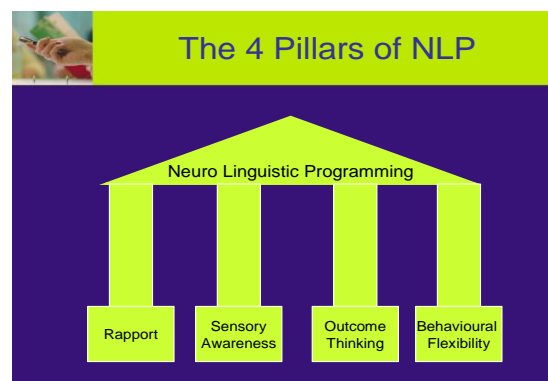 The 4 Pillars of NLP
Neuro Linguistic Programming
Rapport
Sensory
Awareness
Outcome
Thinking
Behavioural
Flexibility